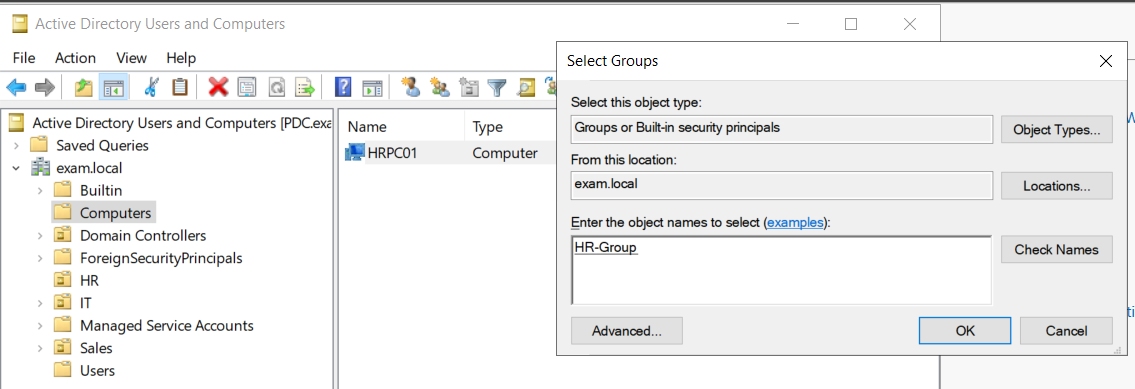 Active Directory Users and Computers
File Action View Help
Active Directory Users and Computers [PDC.exa
Saved Queries
exam.local
Builtin
Computers
Domain Controllers
ForeignSecurityPrincipals
HR
IT
Managed Service Accounts
Sales
Users
Name Type
HRPC01 Computer
Select Groups
Select this object type:
Groups or Built-in security principals
Object Types...
From this location:
exam.local
Locations...
Enter the object names to select (examples):
HR-Group
Check Names
Advanced...
OK
Cancel